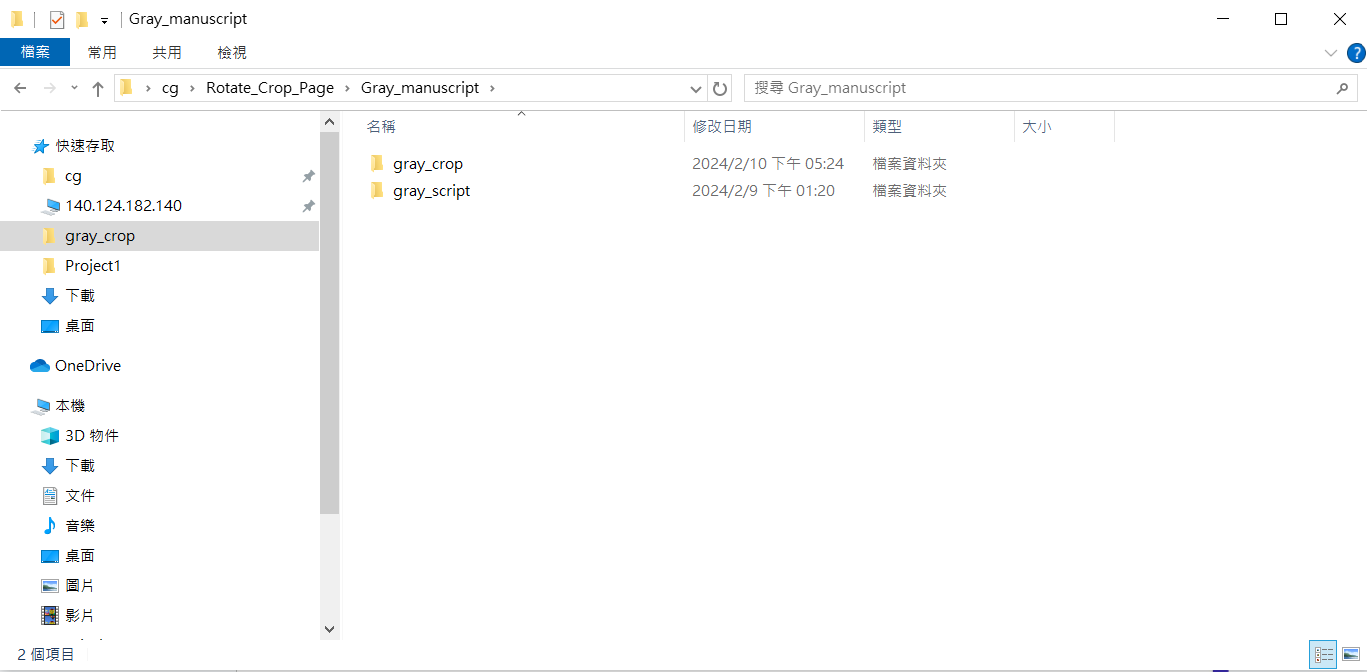 Gray_manuscript
檔案 常用 共用 檢視
cg Rotate_Crop_Page Gray_manuscript 搜尋 Gray_manuscript
名稱 修改日期 類型 大小
快速存取
cg
140.124.182.140
gray_crop
Project1
下載
桌面
OneDrive
本機
3D 物件
下載
文件
音樂
桌面
圖片
影片
gray_crop 2024/2/10 下午 05:24 檔案資料夾
gray_script 2024/2/9 下午 01:20 檔案資料夾
2 個項目